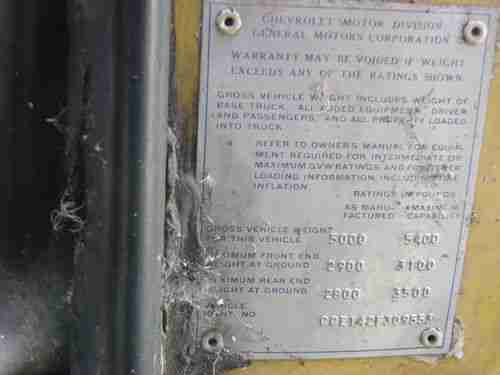 CHEVROLET MOTOR DIVISION
GENERAL MOTORS CORPORATION
WARRANTY MAY BE VOIDED IF WEIGHT
EXCEEDS ANY OF THE RATINGS SHOWN.
GROSS VEHICLE WEIGHT INCLUDES WEIGHT OF
BASE TRUCK, ALL ADDED EQUIPMENT, DRIVER
AND PASSENGERS, AND ALL PROPERTY LOADED
INTO TRUCK.
REFER TO OWNERS MANUAL FOR EQUIP-
MENT REQUIRED FOR INTERMEDIATE OR
MAXIMUM GVW RATINGS AND FOR OTHER
LOADING INFORMATION, INCLUDING TIRE
INFLATION.
RATINGS IN POUNDS
AS MANU- MAXIMUM
FACTURED CAPABILITY
GROSS VEHICLE WEIGHT
FOR THIS VEHICLE 5000 5400
MAXIMUM FRONT END
WEIGHT AT GROUND 2900 3100
MAXIMUM REAR END
WEIGHT AT GROUND 2800 3500
VEHICLE
IDENT. NO.